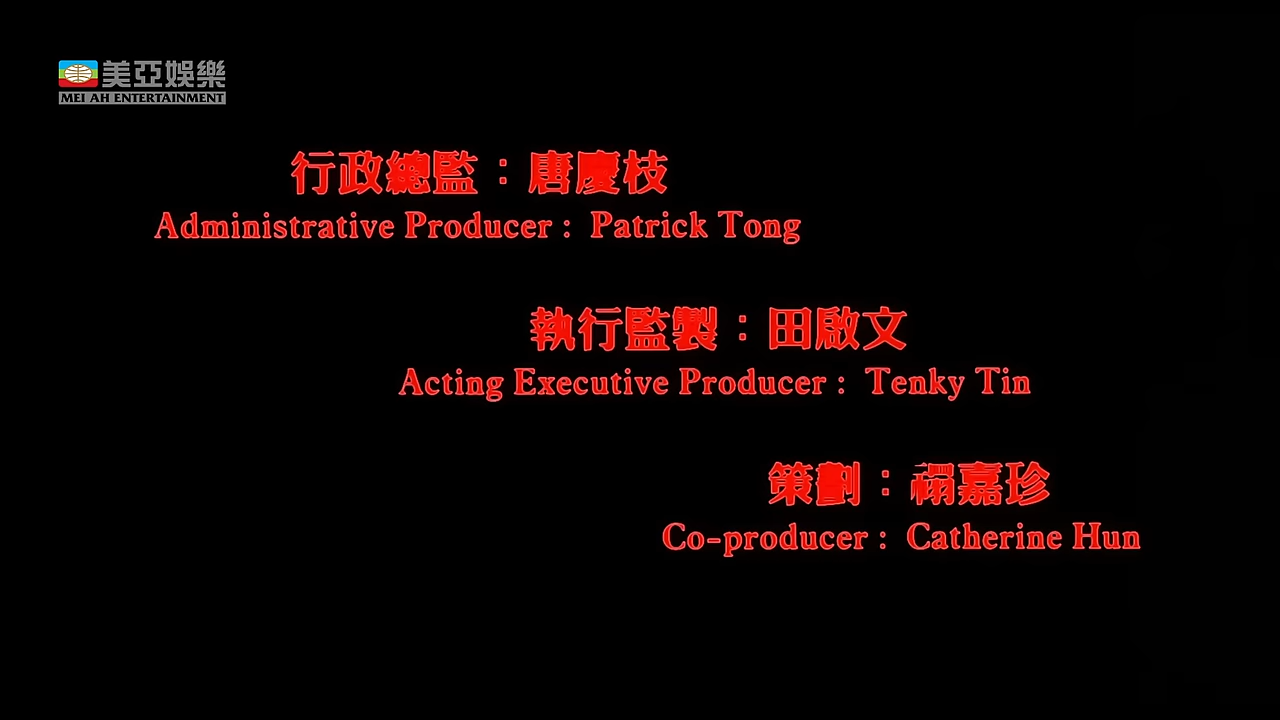 美亞娛樂
MEI AH ENTERTAINMENT
行政總監：唐慶枝
Administrative Producer : Patrick Tong
執行監製：田啟文
Acting Executive Producer : Tenky Tin
策劃：禤嘉珍
Co-producer : Catherine Hun